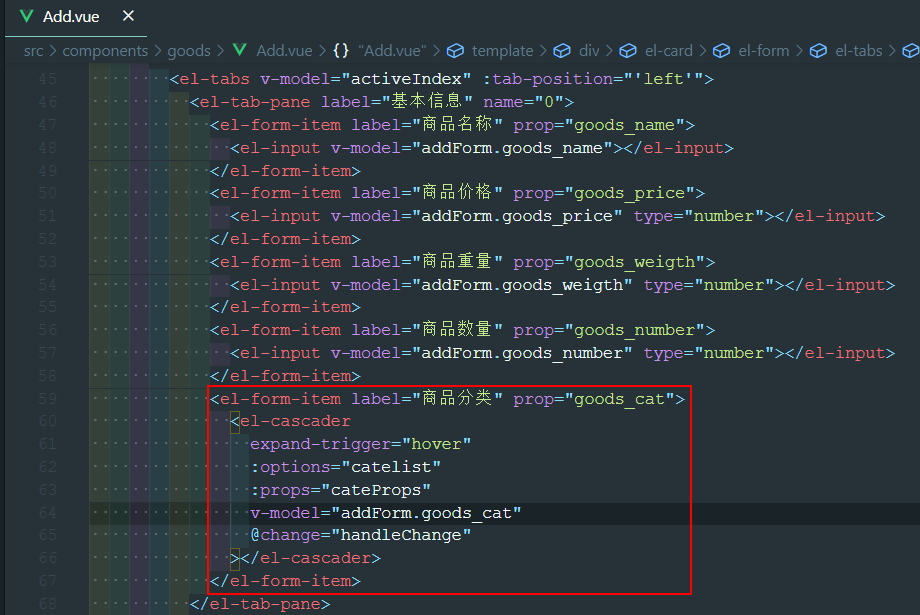 Add.vue ×
src > components > goods > Add.vue > {} "Add.vue" > template > div > el-card > el-form > el-tabs >
45 <el-tabs v-model="activeIndex" :tab-position="'left'">
46 <el-tab-pane label="基本信息" name="0">
47 <el-form-item label="商品名称" prop="goods_name">
48 <el-input v-model="addForm.goods_name"></el-input>
49 </el-form-item>
50 <el-form-item label="商品价格" prop="goods_price">
51 <el-input v-model="addForm.goods_price" type="number"></el-input>
52 </el-form-item>
53 <el-form-item label="商品重量" prop="goods_weigth">
54 <el-input v-model="addForm.goods_weigth" type="number"></el-input>
55 </el-form-item>
56 <el-form-item label="商品数量" prop="goods_number">
57 <el-input v-model="addForm.goods_number" type="number"></el-input>
58 </el-form-item>
59 <el-form-item label="商品分类" prop="goods_cat">
60 <el-cascader
61 expand-trigger="hover"
62 :options="catelist"
63 :props="cateProps"
64 v-model="addForm.goods_cat"
65 @change="handleChange"
66 ></el-cascader>
67 </el-form-item>
68 </el-tab-pane>